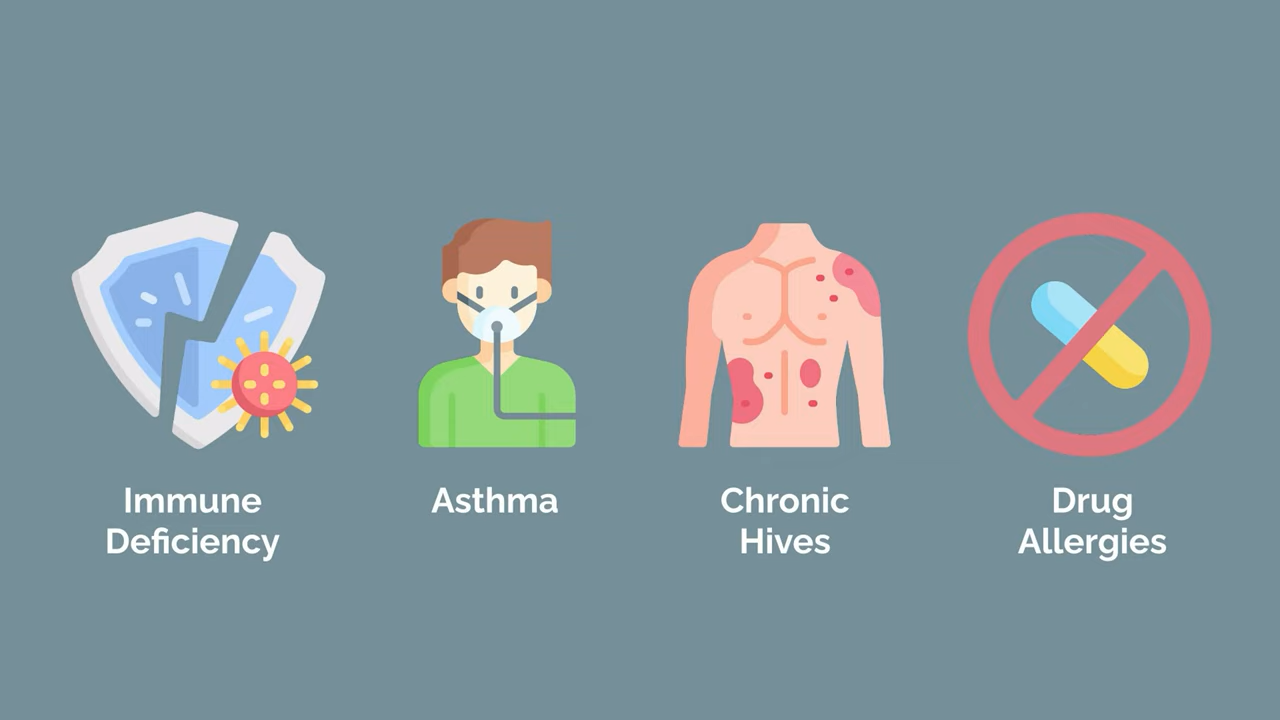 Immune
Deficiency
Asthma
Chronic
Hives
Drug
Allergies